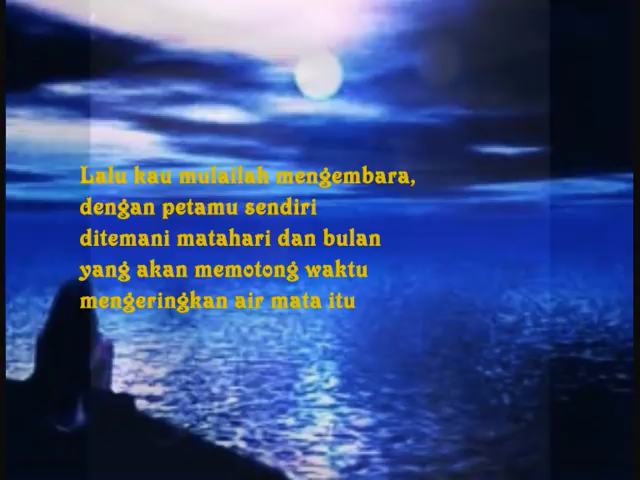 Lalu kau mulailah mengembara,
dengan petamu sendiri
ditemani matahari dan bulan
yang akan memotong waktu
mengeringkan air mata itu